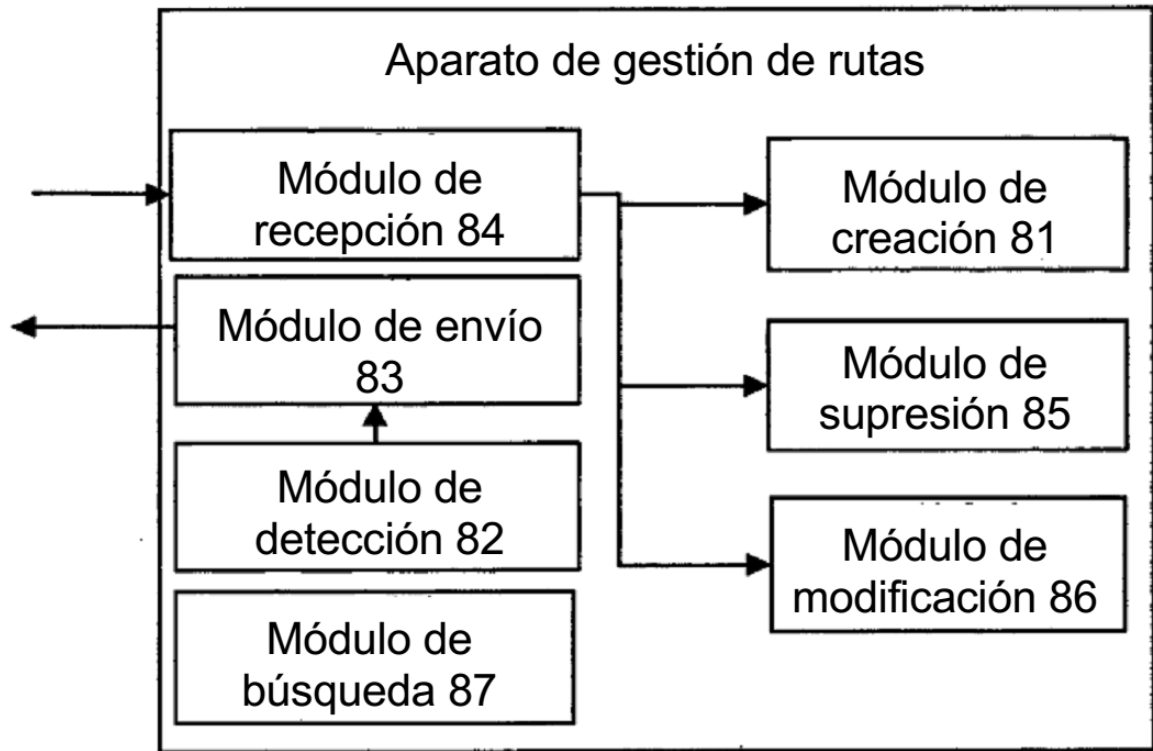 Aparato de gestión de rutas
Módulo de
recepción 84
Módulo de envío
83
Módulo de
detección 82
Módulo de
búsqueda 87
Módulo de
creación 81
Módulo de
supresión 85
Módulo de
modificación 86